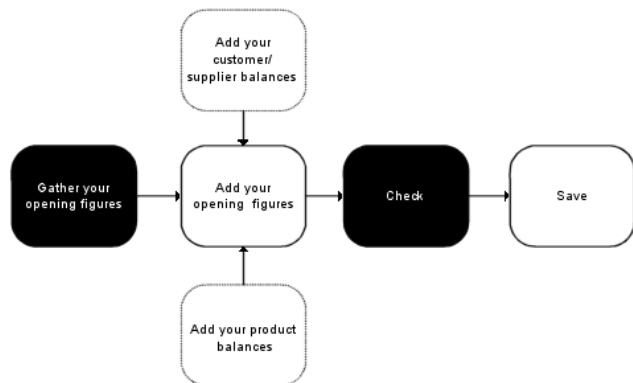 Add your
customer/
supplier balances
Gather your
opening figures
Add your
opening figures
Check
Save
Add your product
balances